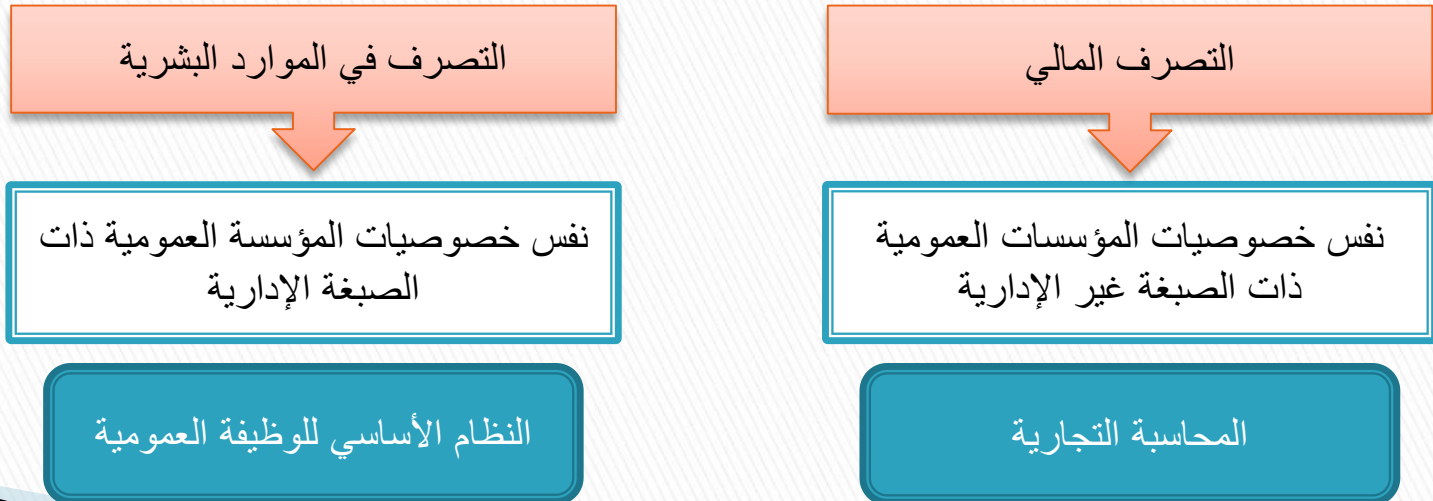 التصرف المالي
نفس خصوصيات المؤسسات العمومية
ذات الصبغة غير الإدارية
المحاسبة التجارية
التصرف في الموارد البشرية
نفس خصوصيات المؤسسة العمومية ذات
الصبغة الإدارية
النظام الأساسي للوظيفة العمومية